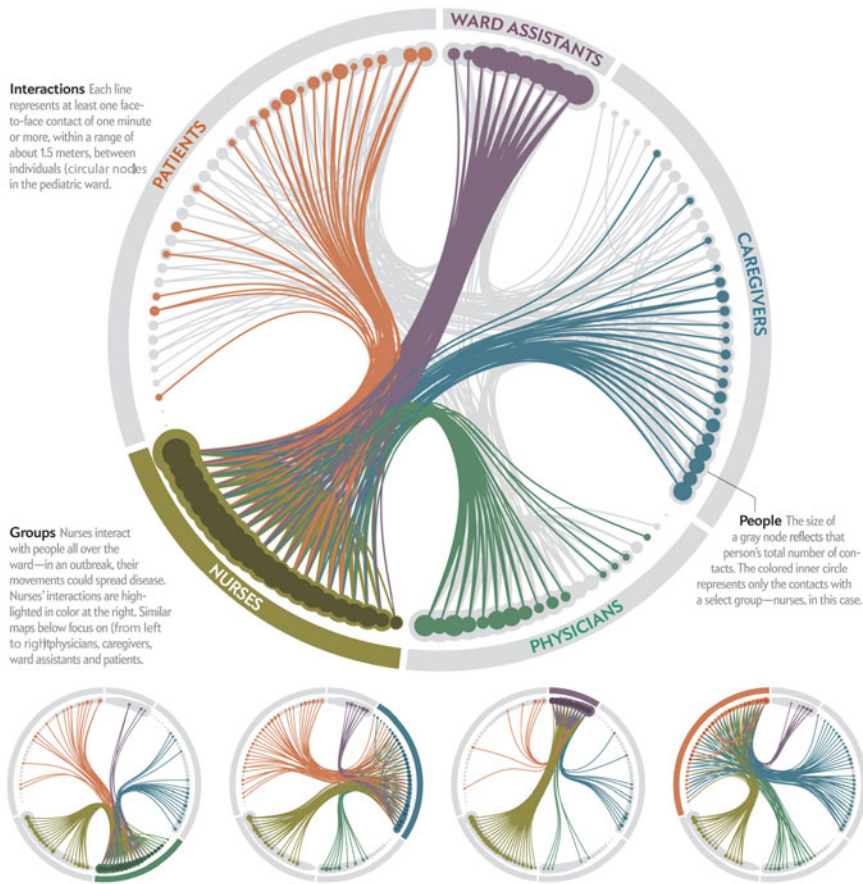 WARD ASSISTANTS
Interactions Each line
represents at least one face-
to-face contact of one minute
or more, within a range of
about 1.5 meters, between
individuals (circular nodes
in the pediatric ward.
PATIENTS
CAREGIVERS
Groups Nurses interact
with people all over the
ward—in an outbreak, their
movements could spread disease.
Nurses' interactions are high-
lighted in color at the right. Similar
maps below focus on (from left
to right)physicians, caregivers,
ward assistants and patients.
NURSES
PHYSICIANS
People The size of
a gray node reflects that
person's total number of con-
tacts. The colored inner circle
represents only the contacts with
a select group—nurses, in this case.